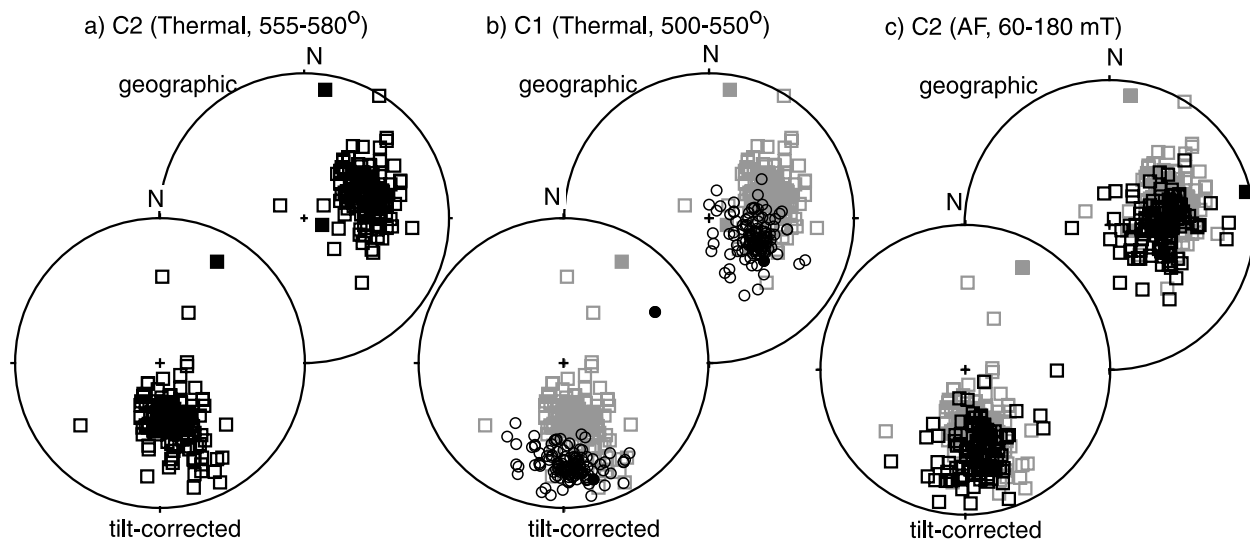 a) C2 (Thermal, 555-580°)
b) C1 (Thermal, 500-550°)
c) C2 (AF, 60-180 mT)
N
N
N
geographic
geographic
geographic
N
N
N
tilt-corrected
tilt-corrected
tilt-corrected